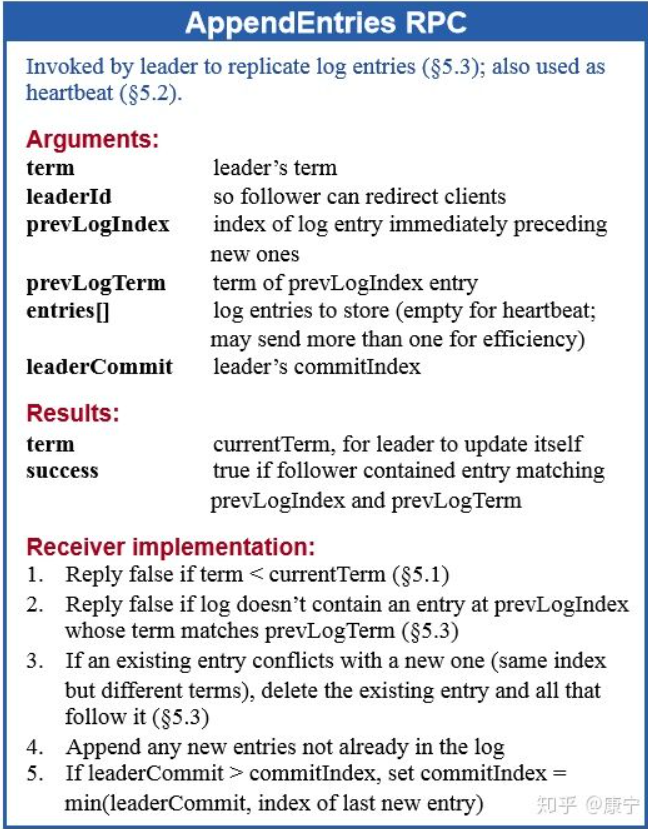 AppendEntries RPC
Invoked by leader to replicate log entries (§5.3); also used as
heartbeat (§5.2).
Arguments:
term leader's term
leaderId so follower can redirect clients
prevLogIndex index of log entry immediately preceding
new ones
prevLogTerm term of prevLogIndex entry
entries[] log entries to store (empty for heartbeat;
may send more than one for efficiency)
leaderCommit leader's commitIndex
Results:
term currentTerm, for leader to update itself
success true if follower contained entry matching
prevLogIndex and prevLogTerm
Receiver implementation:
1. Reply false if term < currentTerm (§5.1)
2. Reply false if log doesn't contain an entry at prevLogIndex
whose term matches prevLogTerm (§5.3)
3. If an existing entry conflicts with a new one (same index
but different terms), delete the existing entry and all that
follow it (§5.3)
4. Append any new entries not already in the log
5. If leaderCommit > commitIndex, set commitIndex =
min(leaderCommit, index of last new entry)
知乎 @康宁